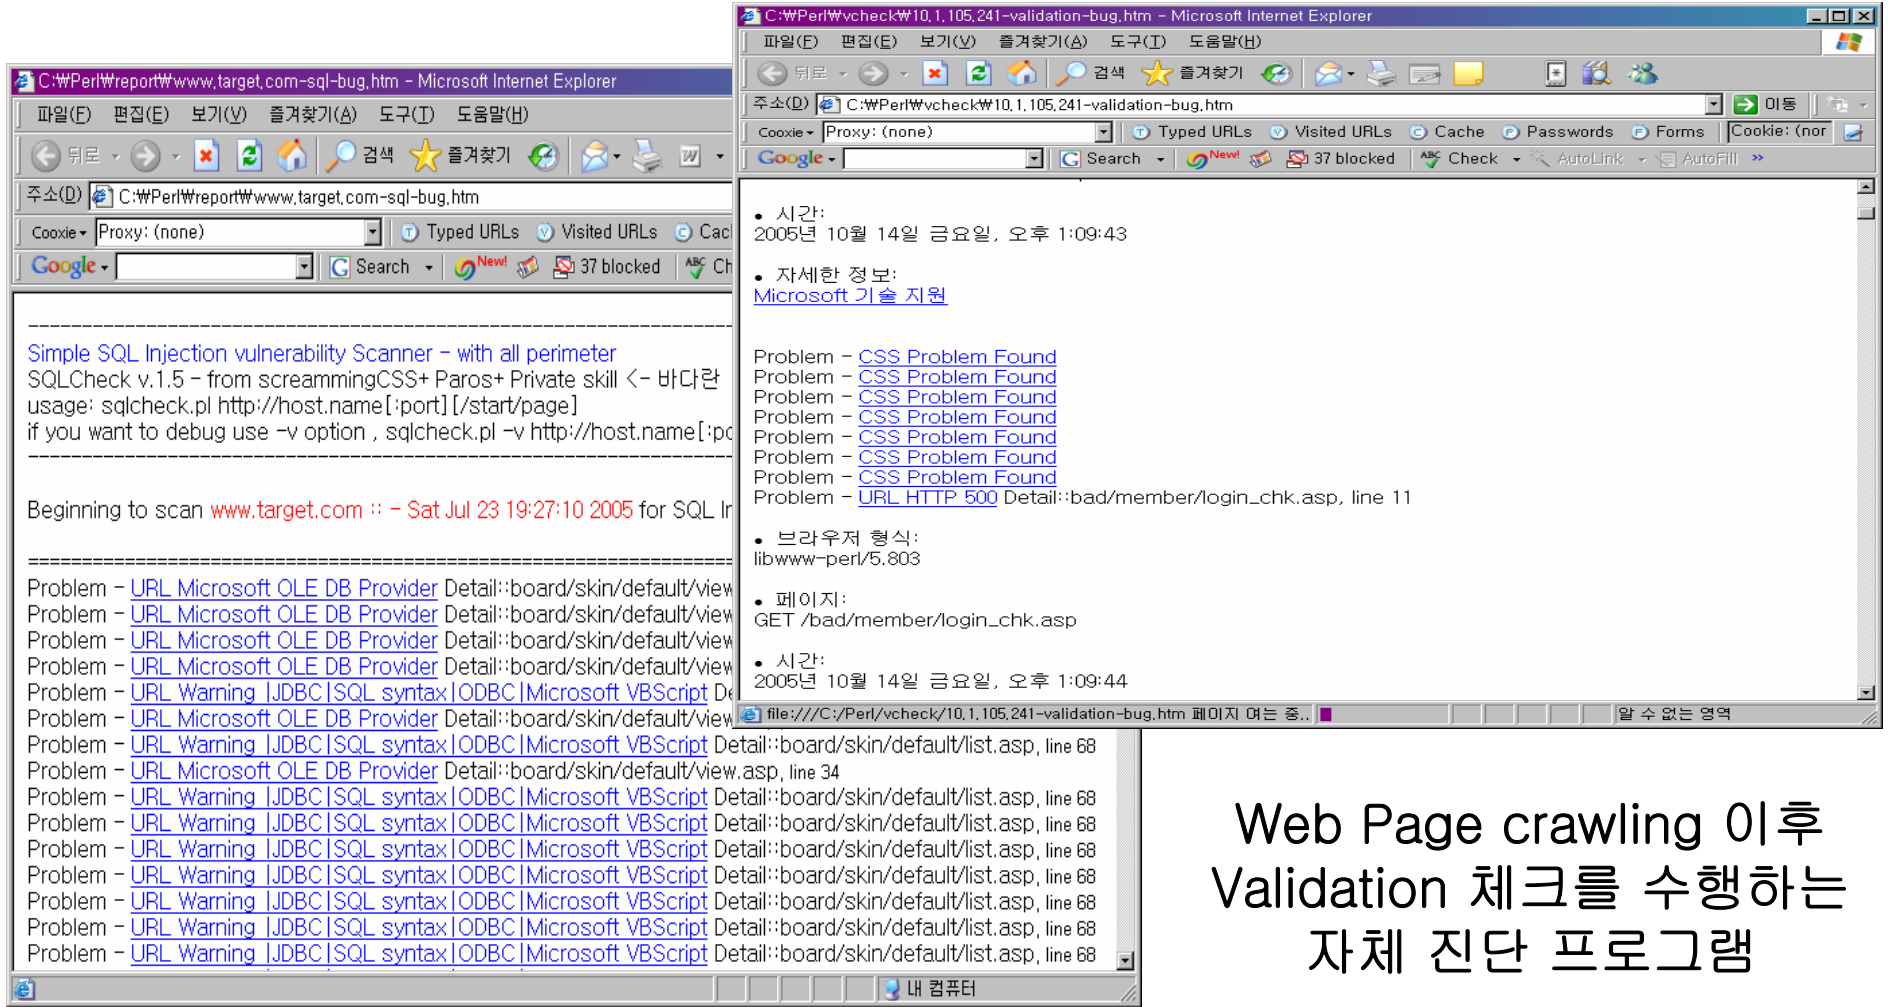 C:₩Perl₩report₩www.target.com-sql-bug.htm - Microsoft Internet Explorer
파일(F) 편집(E) 보기(V) 즐겨찾기(A) 도구(T) 도움말(H)
뒤로 검색 즐겨찾기
주소(D) C:₩Perl₩report₩www.target.com-sql-bug.htm
Cooxie Proxy: (none) Typed URLs Visited URLs
Google Search New! 37 blocked
Simple SQL Injection vulnerability Scanner - with all perimeter
SQLCheck v.1.5 - from screammingCSS+ Paros+ Private skill <- 바다란
usage: sqlcheck.pl http://host.name[:port][/start/page]
if you want to debug use -v option , sqlcheck.pl -v http://host.name[:po
Beginning to scan www.target.com :: - Sat Jul 23 19:27:10 2005 for SQL
Problem - URL Microsoft OLE DB Provider Detail::board/skin/default/view
Problem - URL Microsoft OLE DB Provider Detail::board/skin/default/view
Problem - URL Microsoft OLE DB Provider Detail::board/skin/default/view
Problem - URL Microsoft OLE DB Provider Detail::board/skin/default/view
Problem - URL Warning |JDBC|SQL syntax|ODBC|Microsoft VBScript
Problem - URL Microsoft OLE DB Provider Detail::board/skin/default/view
Problem - URL Warning |JDBC|SQL syntax|ODBC|Microsoft VBScript Detail::board/skin/default/list.asp, line 68
Problem - URL Microsoft OLE DB Provider Detail::board/skin/default/view.asp, line 34
Problem - URL Warning |JDBC|SQL syntax|ODBC|Microsoft VBScript Detail::board/skin/default/list.asp, line 68
Problem - URL Warning |JDBC|SQL syntax|ODBC|Microsoft VBScript Detail::board/skin/default/list.asp, line 68
Problem - URL Warning |JDBC|SQL syntax|ODBC|Microsoft VBScript Detail::board/skin/default/list.asp, line 68
Problem - URL Warning |JDBC|SQL syntax|ODBC|Microsoft VBScript Detail::board/skin/default/list.asp, line 68
Problem - URL Warning |JDBC|SQL syntax|ODBC|Microsoft VBScript Detail::board/skin/default/list.asp, line 68
Problem - URL Warning |JDBC|SQL syntax|ODBC|Microsoft VBScript Detail::board/skin/default/list.asp, line 68
Problem - URL Warning |JDBC|SQL syntax|ODBC|Microsoft VBScript Detail::board/skin/default/list.asp, line 68
내 컴퓨터
C:₩Perl₩vcheck₩10.1.105.241-validation-bug.htm - Microsoft Internet Explorer
파일(F) 편집(E) 보기(V) 즐겨찾기(A) 도구(T) 도움말(H)
뒤로 검색 즐겨찾기
주소(D) C:₩Perl₩vcheck₩10.1.105.241-validation-bug.htm 이동
Cooxie Proxy: (none) Typed URLs Visited URLs Cache Passwords Forms Cookie: (nor
Google Search New! 37 blocked ABC Check AutoLink AutoFill »
• 시간:
2005년 10월 14일 금요일, 오후 1:09:43
• 자세한 정보:
Microsoft 기술 지원
Problem - CSS Problem Found
Problem - CSS Problem Found
Problem - CSS Problem Found
Problem - CSS Problem Found
Problem - CSS Problem Found
Problem - CSS Problem Found
Problem - CSS Problem Found
Problem - URL HTTP 500 Detail::bad/member/login_chk.asp, line 11
• 브라우저 형식:
libwww-perl/5.803
• 페이지:
GET /bad/member/login_chk.asp
• 시간:
2005년 10월 14일 금요일, 오후 1:09:44
file:///C:/Perl/vcheck/10.1.105.241-validation-bug.htm 페이지 여는 중.. 알 수 없는 영역
Web Page crawling 이후
Validation 체크를 수행하는
자체 진단 프로그램